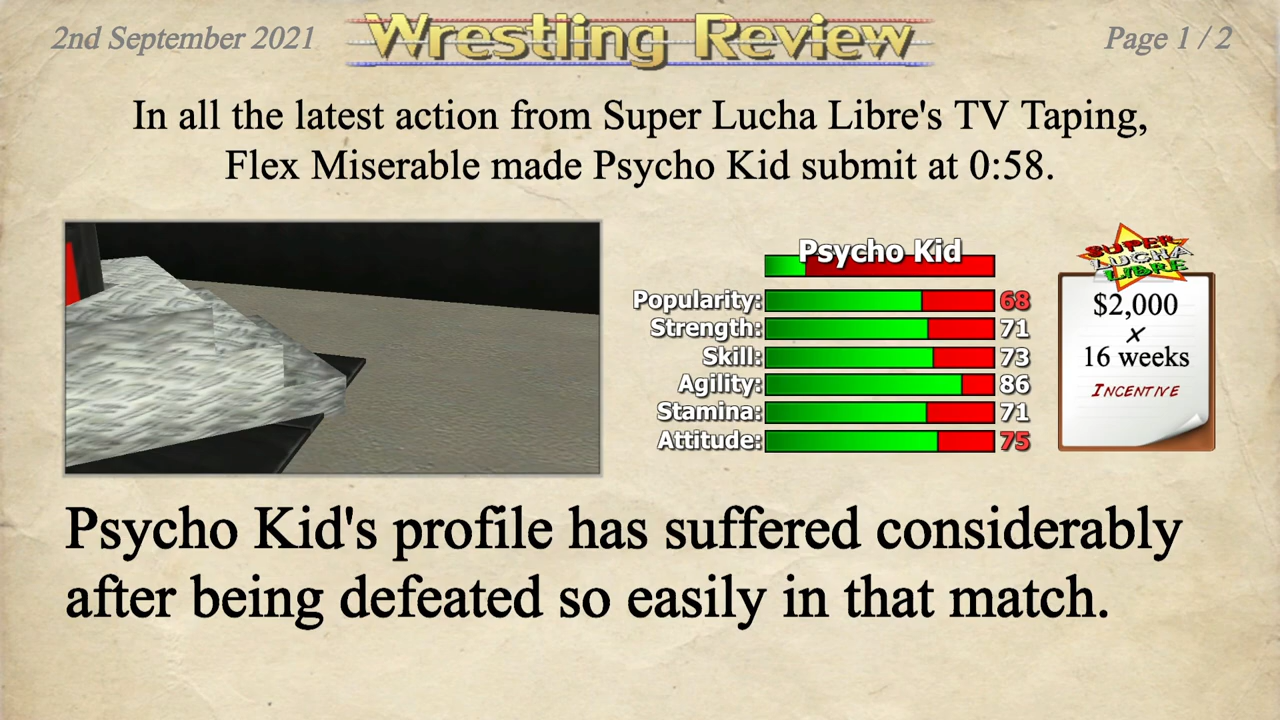 2nd September 2021
Wrestling Review
Page 1 / 2
In all the latest action from Super Lucha Libre's TV Taping,
Flex Miserable made Psycho Kid submit at 0:58.
Psycho Kid
Popularity: 68
Strength: 71
Skill: 73
Agility: 86
Stamina: 71
Attitude: 75
SUPER
LUCHA
LIBRE
$2,000
x
16 weeks
INCENTIVE
Psycho Kid's profile has suffered considerably
after being defeated so easily in that match.